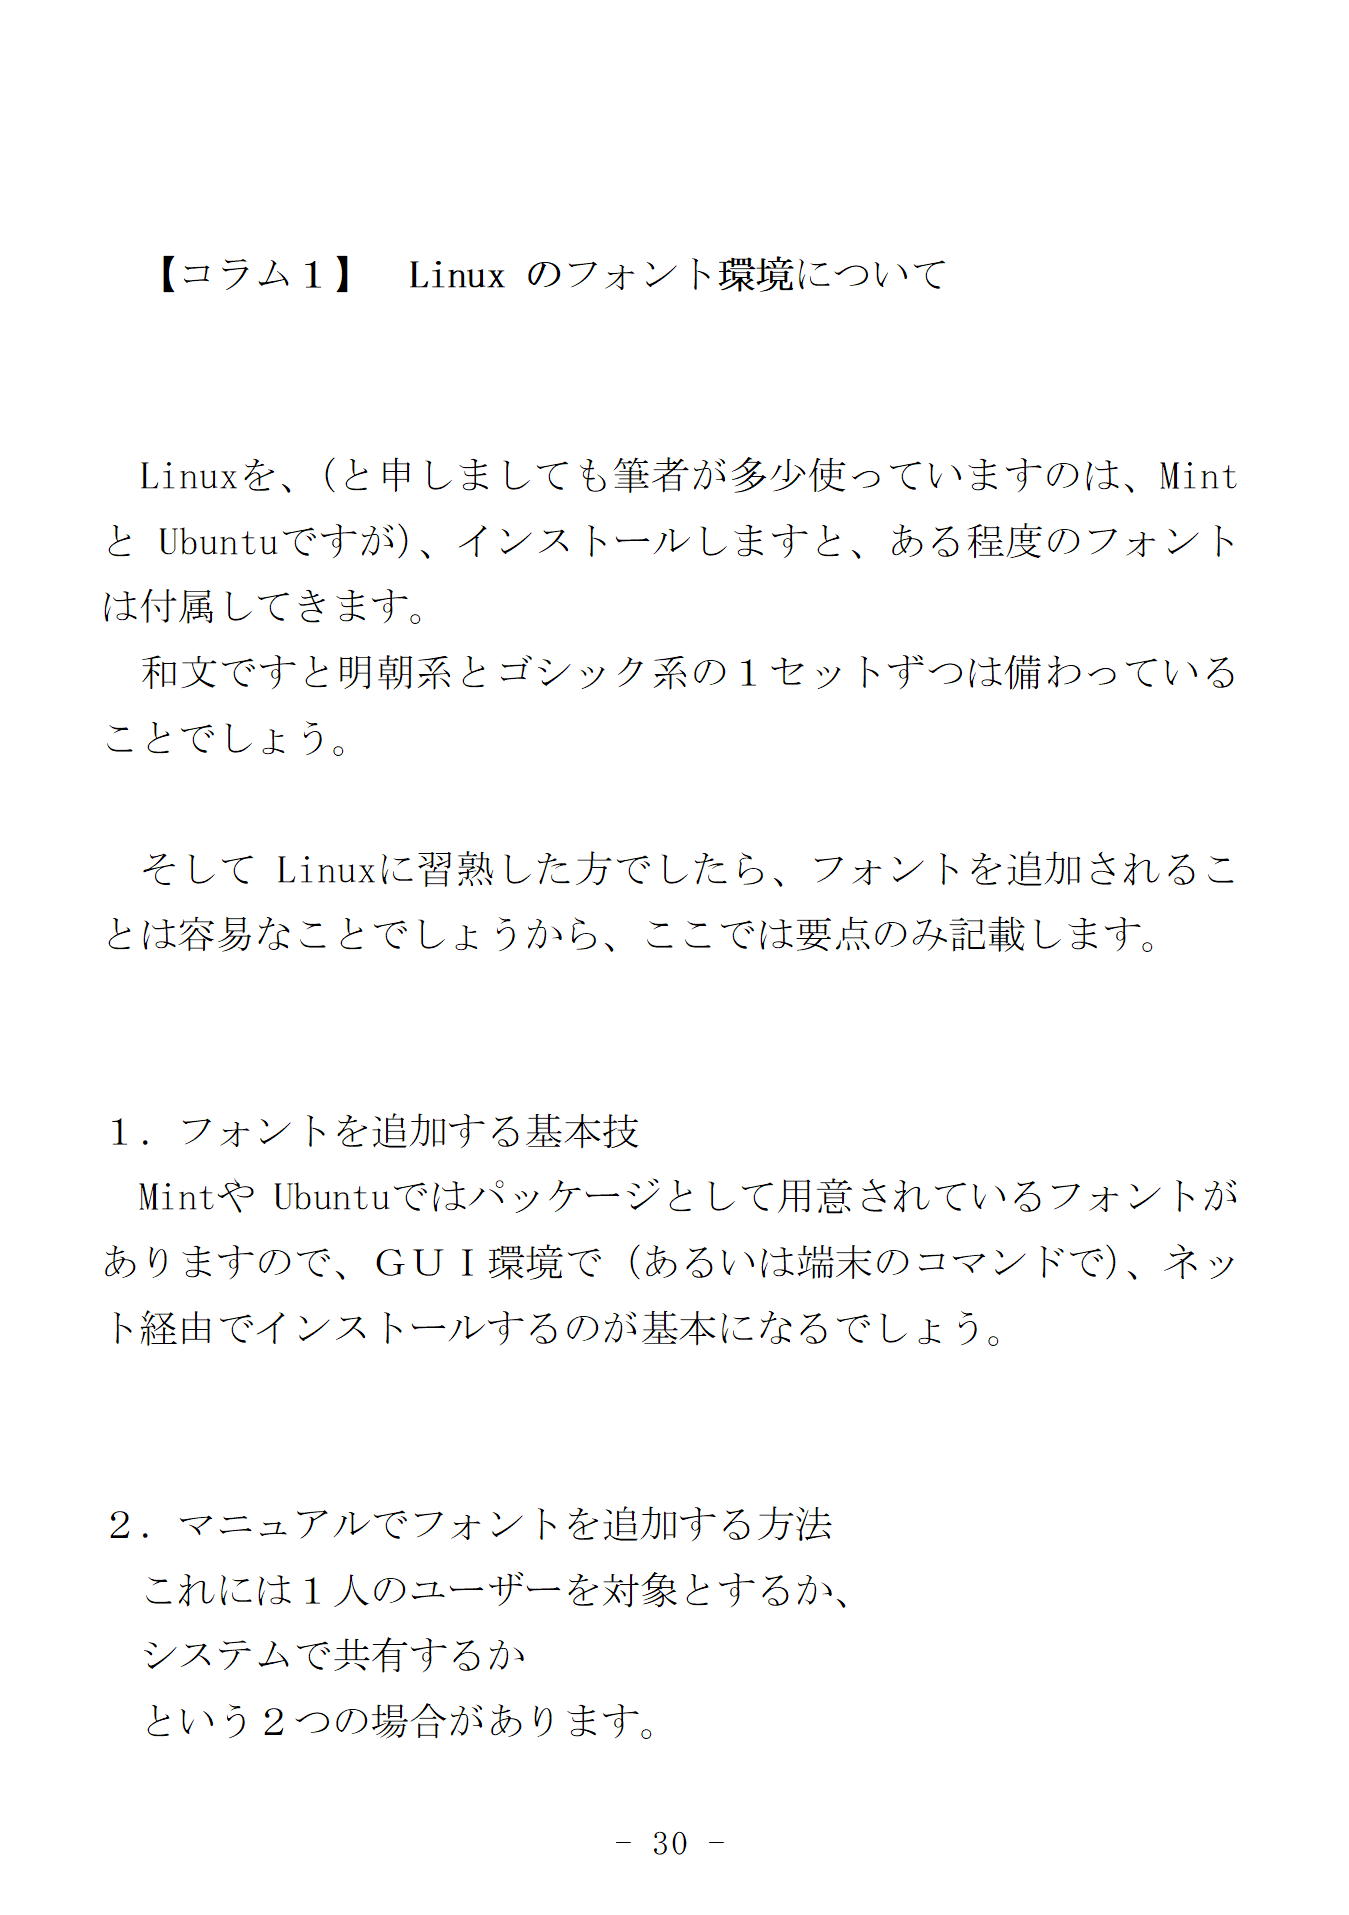 【コラム１】　Linux のフォント環境について
　Linuxを、（と申しましても筆者が多少使っていますのは、Mint
と Ubuntuですが）、インストールしますと、ある程度のフォント
は付属してきます。
　和文ですと明朝系とゴシック系の１セットずつは備わっている
ことでしょう。
　そして Linuxに習熟した方でしたら、フォントを追加されるこ
とは容易なことでしょうから、ここでは要点のみ記載します。
１．フォントを追加する基本技
　Mintや Ubuntuではパッケージとして用意されているフォントが
ありますので、ＧＵＩ環境で（あるいは端末のコマンドで）、ネッ
ト経由でインストールするのが基本になるでしょう。
２．マニュアルでフォントを追加する方法
　これには１人のユーザーを対象とするか、
　システムで共有するか
　という２つの場合があります。
- 30 -